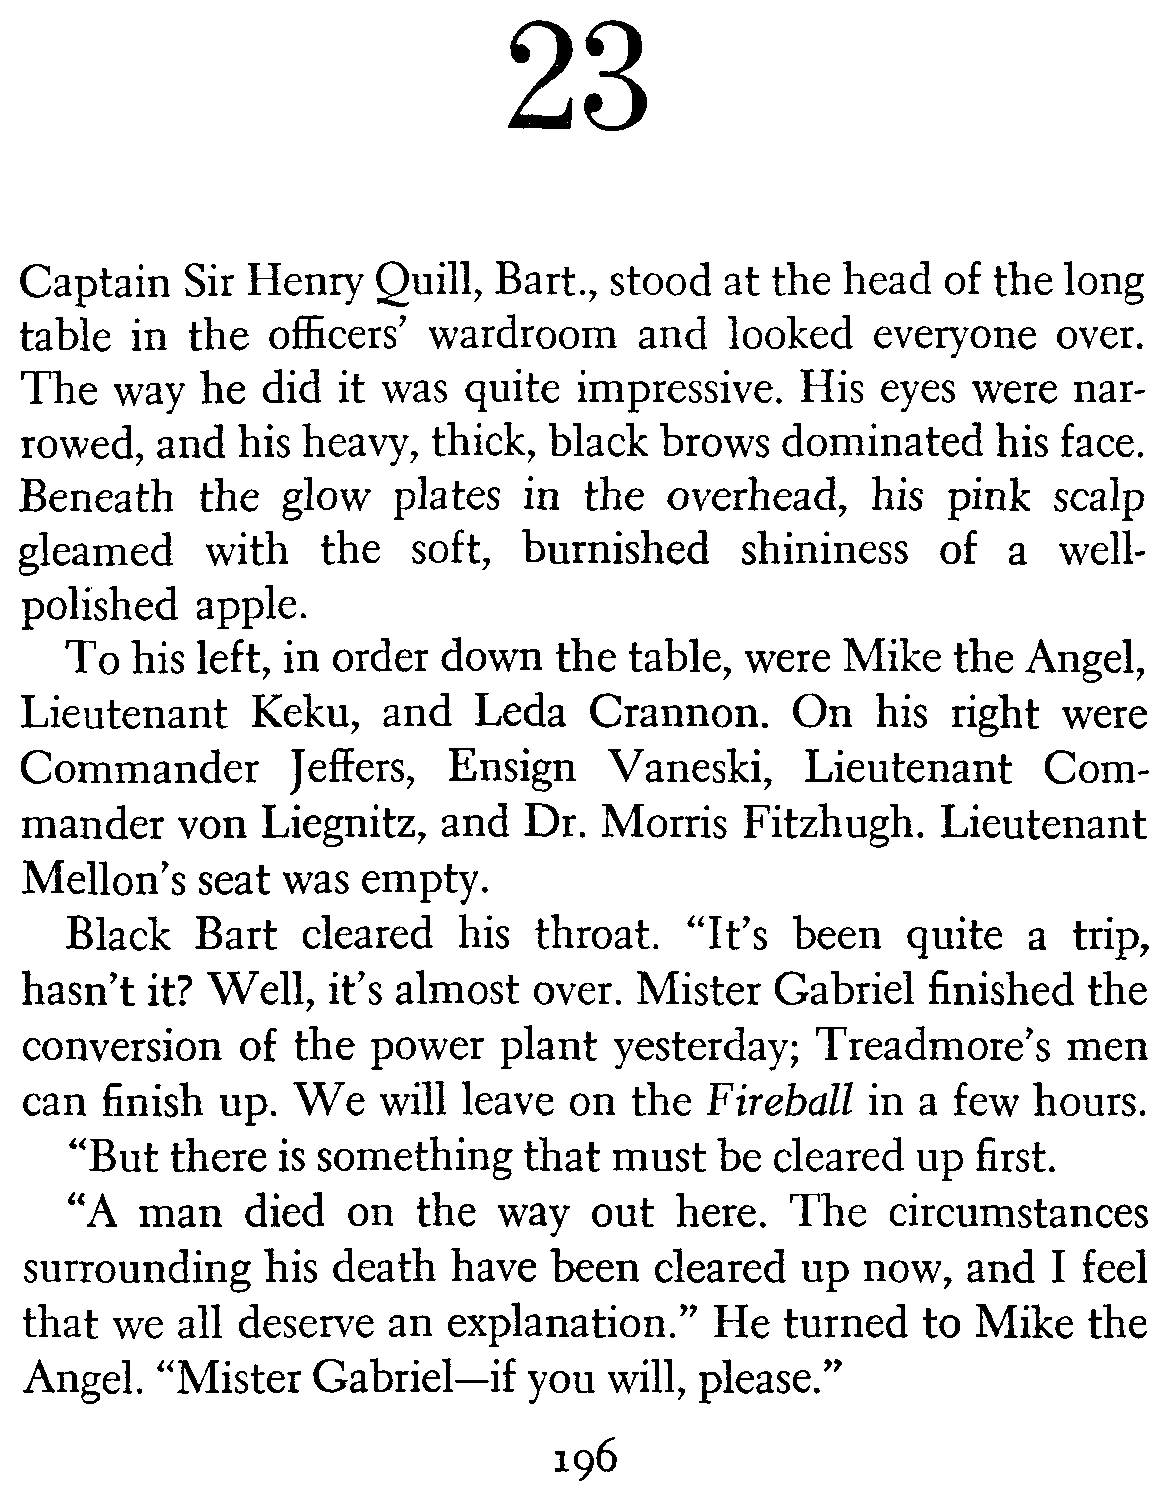 23
Captain Sir Henry Quill, Bart., stood at the head of the long
table in the officers’ wardroom and looked everyone over.
The way he did it was quite impressive. His eyes were nar-
rowed, and his heavy, thick, black brows dominated his face.
Beneath the glow plates in the overhead, his pink scalp
gleamed with the soft, burnished shininess of a well-
polished apple.
To his left, in order down the table, were Mike the Angel,
Lieutenant Keku, and Leda Crannon. On his right were
Commander Jeffers, Ensign Vaneski, Lieutenant Com-
mander von Liegnitz, and Dr. Morris Fitzhugh. Lieutenant
Mellon’s seat was empty.
Black Bart cleared his throat. “It’s been quite a trip,
hasn’t it? Well, it’s almost over. Mister Gabriel finished the
conversion of the power plant yesterday; Treadmore’s men
can finish up. We will leave on the Fireball in a few hours.
“But there is something that must be cleared up first.
“A man died on the way out here. The circumstances
surrounding his death have been cleared up now, and I feel
that we all deserve an explanation.” He turned to Mike the
Angel. “Mister Gabriel—if you will, please.”
196